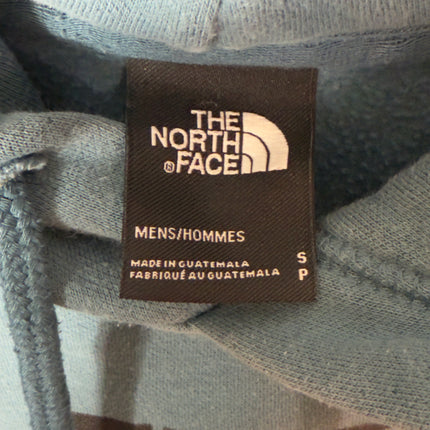 THE
NORTH
FACE
MENS/HOMMES
MADE IN GUATEMALA S
FABRIQUÉ AU GUATEMALA P